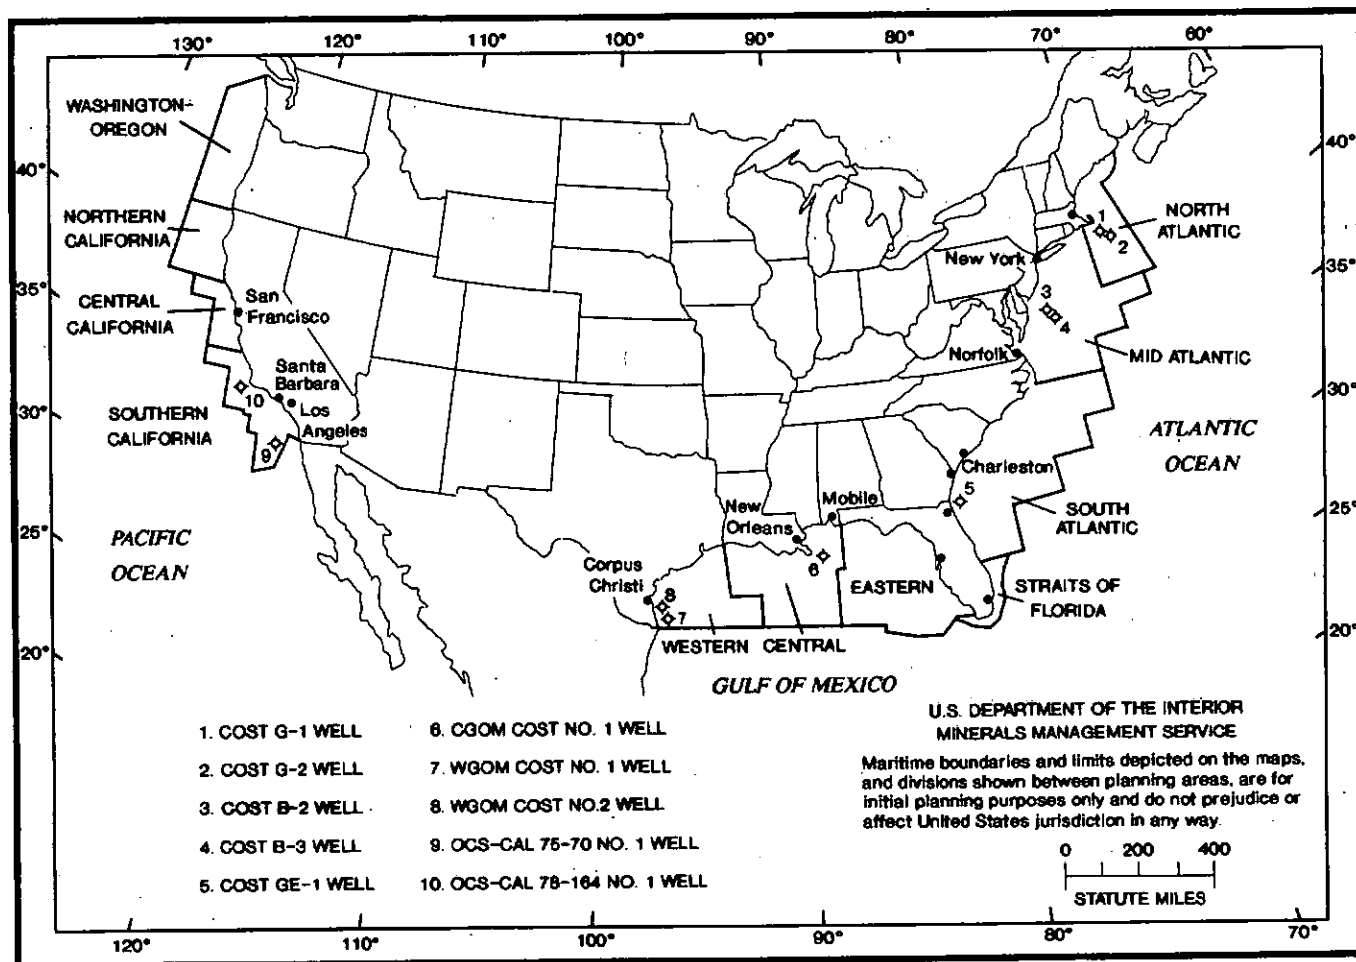 130° 120° 110° 100° 90° 80° 70° 60°
WASHINGTON-
OREGON
40°
40°
NORTHERN
CALIFORNIA
1
NORTH
ATLANTIC
2
New York
35°
35°
CENTRAL
CALIFORNIA
San
Francisco
3
4
MID ATLANTIC
Norfolk
Santa
Barbara
10
Los
Angeles
30°
30°
SOUTHERN
CALIFORNIA
9
ATLANTIC
OCEAN
Charleston
5
SOUTH
ATLANTIC
New
Orleans
Mobile
25°
25°
PACIFIC
OCEAN
6
Corpus
Christi
8
7
EASTERN
STRAITS OF
FLORIDA
WESTERN CENTRAL
20°
20°
GULF OF MEXICO
1. COST G-1 WELL
2. COST G-2 WELL
3. COST B-2 WELL
4. COST B-3 WELL
5. COST GE-1 WELL
6. CGOM COST NO. 1 WELL
7. WGOM COST NO. 1 WELL
8. WGOM COST NO.2 WELL
9. OCS-CAL 75-70 NO. 1 WELL
10. OCS-CAL 78-164 NO. 1 WELL
U.S. DEPARTMENT OF THE INTERIOR
MINERALS MANAGEMENT SERVICE
Maritime boundaries and limits depicted on the maps,
and divisions shown between planning areas, are for
initial planning purposes only and do not prejudice or
affect United States jurisdiction in any way.
0 200 400
STATUTE MILES
120° 110° 100° 90° 80° 70°